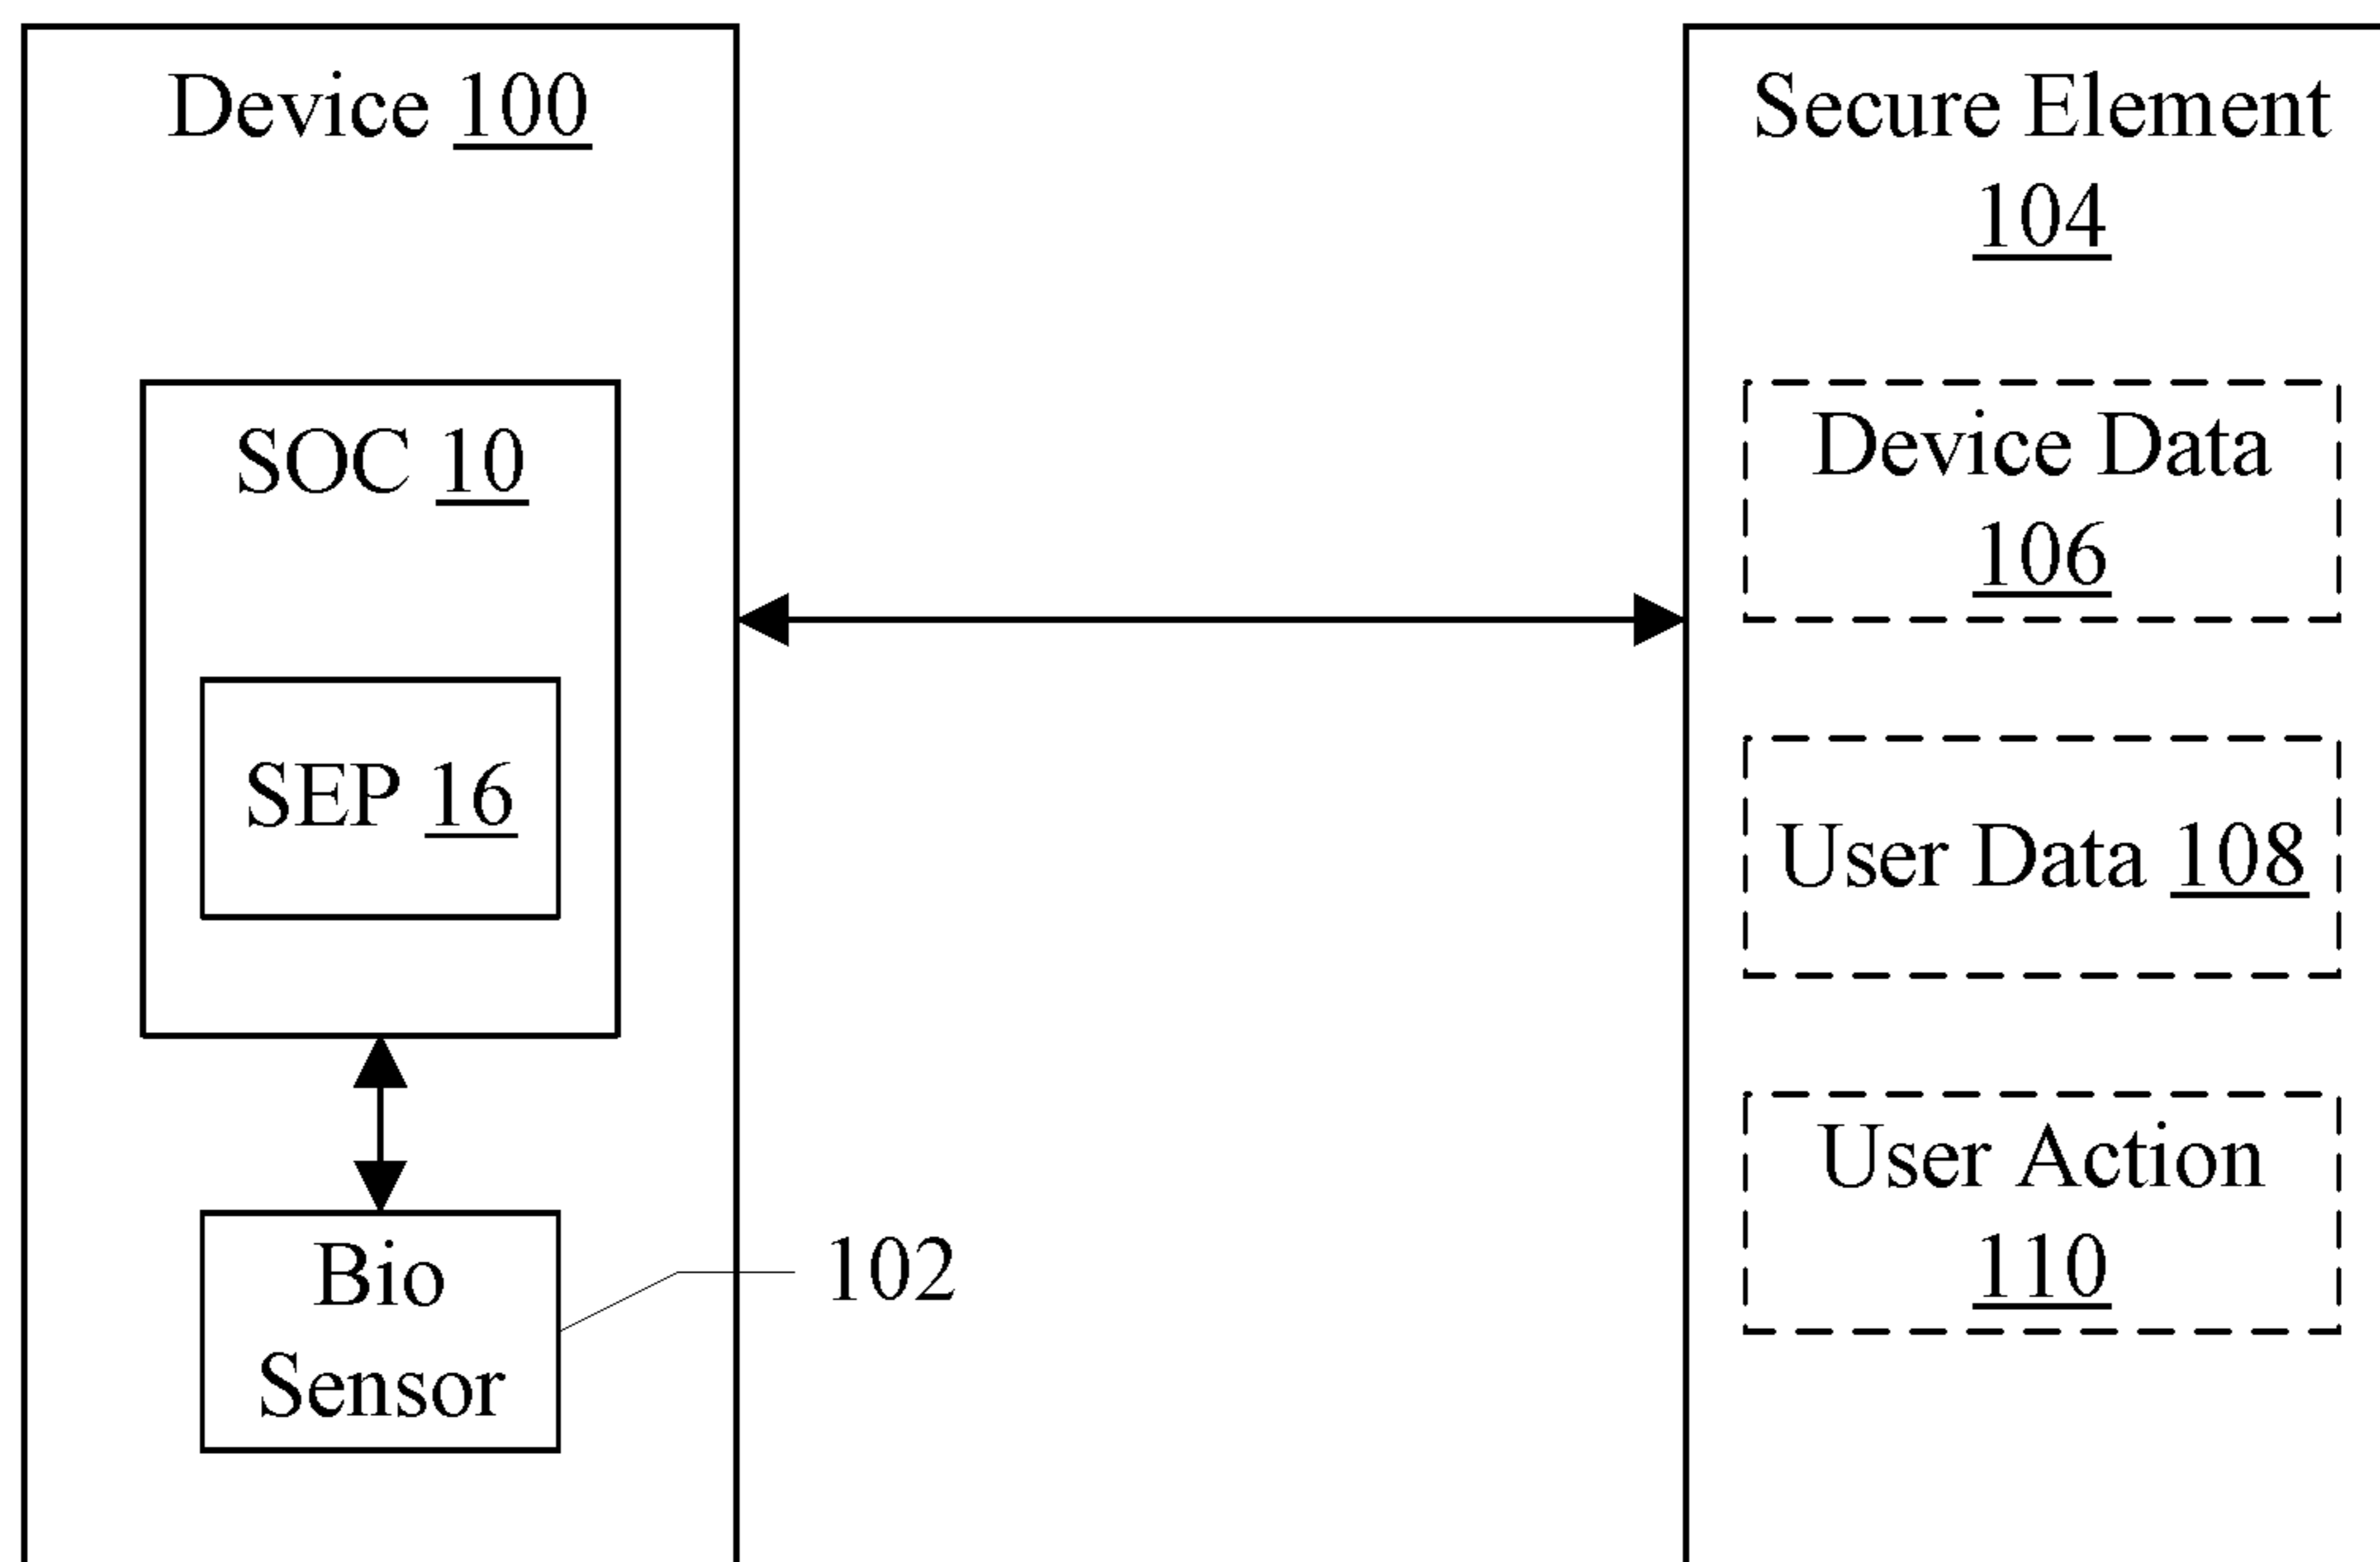 Device 100
SOC 10
SEP 16
Bio
Sensor
102
Secure Element
104
Device Data
106
User Data 108
User Action
110